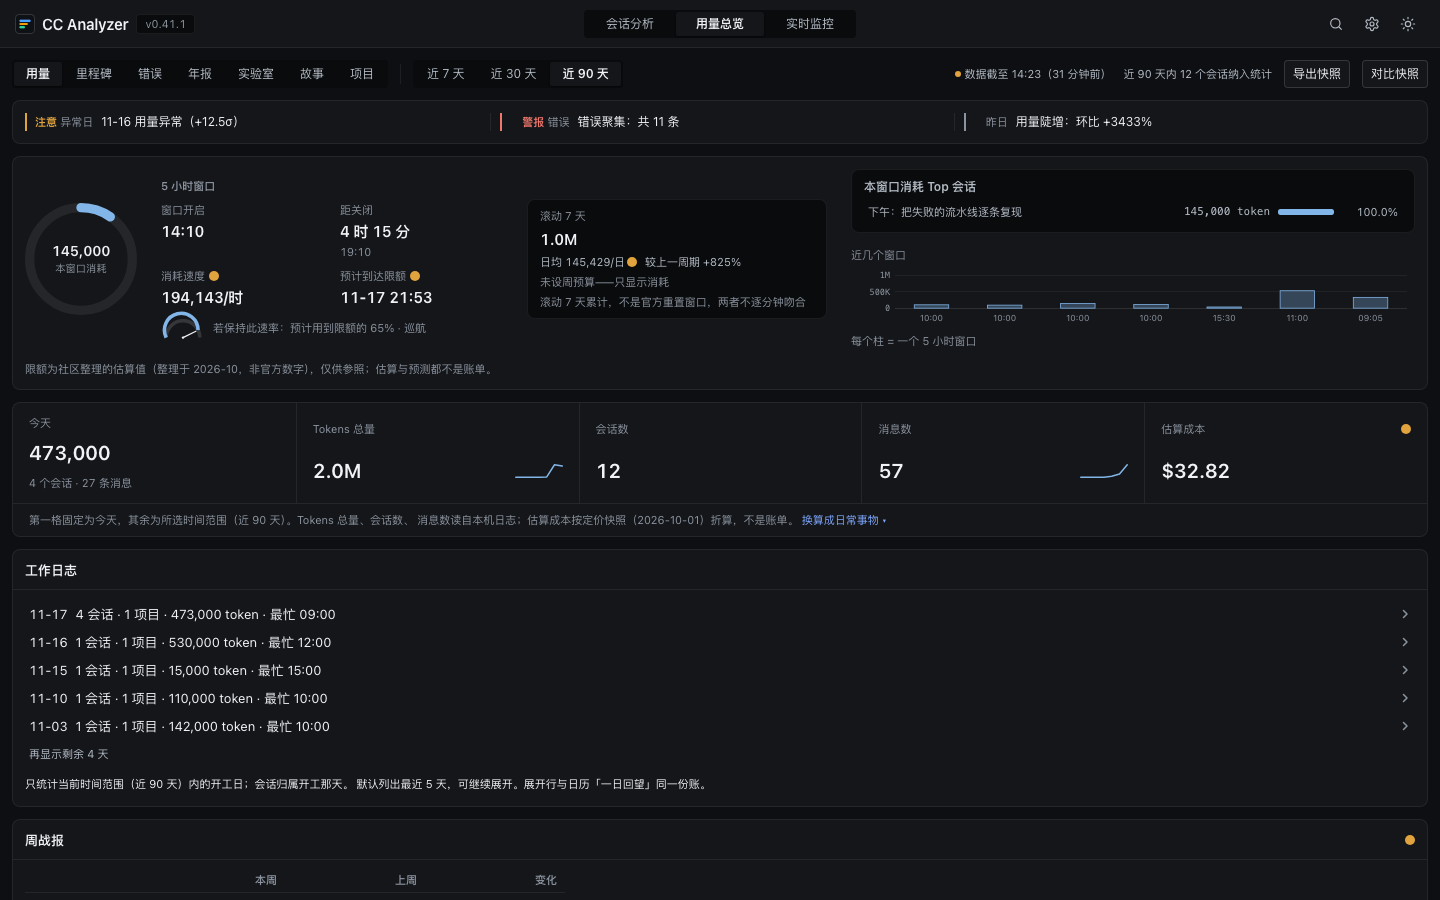 CC Analyzer v0.41.1
会话分析 用量总览 实时监控
用量 里程碑 错误 年报 实验室 故事 项目 近 7 天 近 30 天 近 90 天
数据截至 14:23（31 分钟前） 近 90 天内 12 个会话纳入统计 导出快照 对比快照
注意 异常日 11-16 用量异常（+12.5σ）
警报 错误 错误聚集：共 11 条
昨日 用量陡增：环比 +3433%
5 小时窗口
145,000
本窗口消耗
窗口开启
14:10
距关闭
4 时 15 分
19:10
消耗速度
194,143/时
预计到达限额
11-17 21:53
若保持此速率：预计用到限额的 65% · 巡航
滚动 7 天
1.0M
日均 145,429/日 较上一周期 +825%
未设周预算——只显示消耗
滚动 7 天累计，不是官方重置窗口，两者不逐分钟吻合
本窗口消耗 Top 会话
下午：把失败的流水线逐条复现 145,000 token 100.0%
近几个窗口
1M
500K
0
10:00 10:00 10:00 10:00 15:30 11:00 09:05
每个柱 = 一个 5 小时窗口
限额为社区整理的估算值（整理于 2026-10，非官方数字），仅供参照；估算与预测都不是账单。
今天
473,000
4 个会话 · 27 条消息
Tokens 总量
2.0M
会话数
12
消息数
57
估算成本
$32.82
第一格固定为今天，其余为所选时间范围（近 90 天）。Tokens 总量、会话数、 消息数读自本机日志；估算成本按定价快照（2026-10-01）折算，不是账单。 换算成日常事物
工作日志
11-17 4 会话 · 1 项目 · 473,000 token · 最忙 09:00
11-16 1 会话 · 1 项目 · 530,000 token · 最忙 12:00
11-15 1 会话 · 1 项目 · 15,000 token · 最忙 15:00
11-10 1 会话 · 1 项目 · 110,000 token · 最忙 10:00
11-03 1 会话 · 1 项目 · 142,000 token · 最忙 10:00
再显示剩余 4 天
只统计当前时间范围（近 90 天）内的开工日；会话归属开工那天。 默认列出最近 5 天，可继续展开。展开行与日历「一日回望」同一份账。
周战报
本周 上周 变化